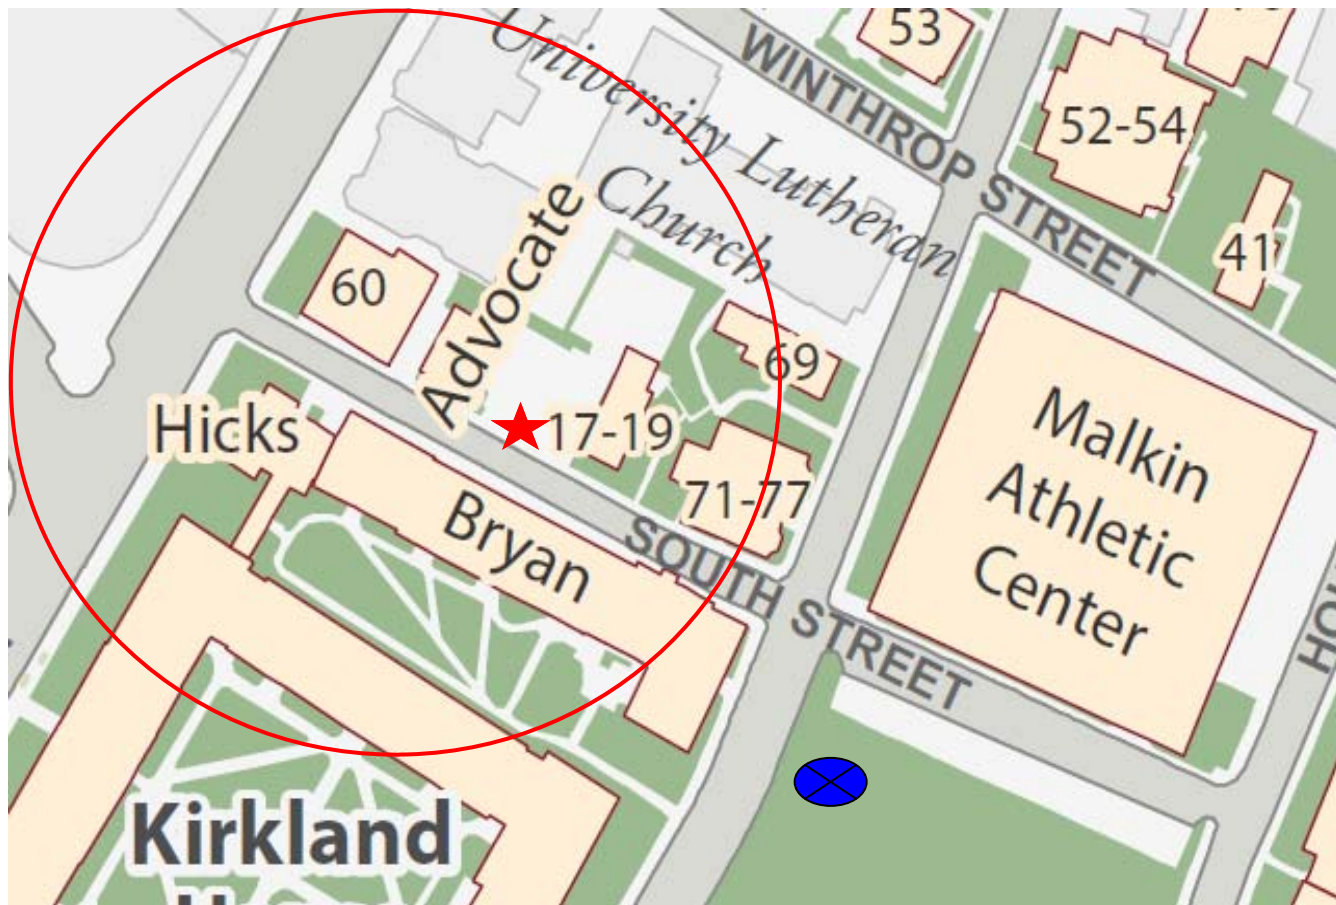 53
University Lutheran
Church
WINTHROP STREET
52-54
41
60
Advocate
69
Hicks
17-19
71-77
Bryan
SOUTH STREET
Malkin
Athletic
Center
Kirkland